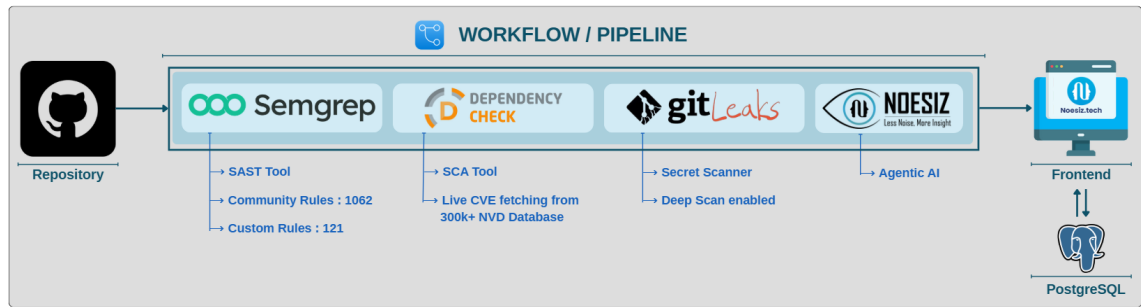 WORKFLOW / PIPELINE
Semgrep
DEPENDENCY
CHECK
gitLeaks
NOESIZ
Less Noise. More Insight
Noesiz.tech
Repository
SAST Tool
Community Rules : 1062
Custom Rules : 121
SCA Tool
Live CVE fetching from
300k+ NVD Database
Secret Scanner
Deep Scan enabled
Agentic AI
Frontend
PostgreSQL